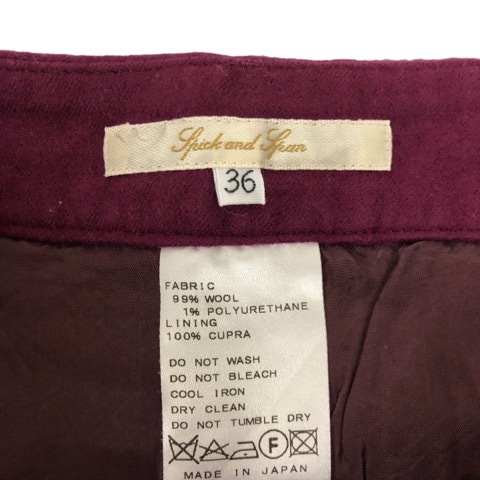 Spick and Span
36
FABRIC
99% WOOL
1% POLYURETHANE
LINING
100% CUPRA
DO NOT WASH
DO NOT BLEACH
COOL IRON
DRY CLEAN
DO NOT TUMBLE DRY
F
MADE IN JAPAN